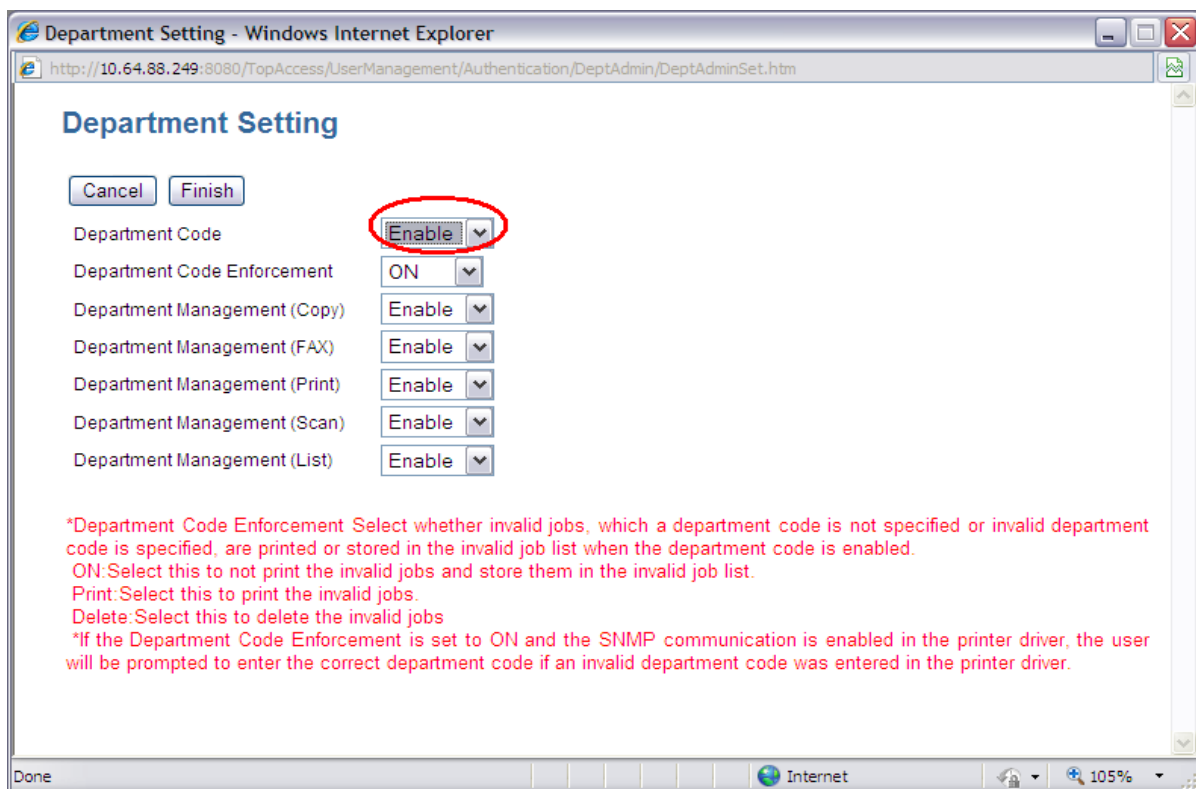 Department Setting - Windows Internet Explorer
http://10.64.88.249:8080/TopAccess/UserManagement/Authentication/DeptAdmin/DeptAdminSet.htm
Department Setting
Cancel Finish
Department Code Enable
Department Code Enforcement ON
Department Management (Copy) Enable
Department Management (FAX) Enable
Department Management (Print) Enable
Department Management (Scan) Enable
Department Management (List) Enable
*Department Code Enforcement Select whether invalid jobs, which a department code is not specified or invalid department
code is specified, are printed or stored in the invalid job list when the department code is enabled.
ON:Select this to not print the invalid jobs and store them in the invalid job list.
Print:Select this to print the invalid jobs.
Delete:Select this to delete the invalid jobs
*If the Department Code Enforcement is set to ON and the SNMP communication is enabled in the printer driver, the user
will be prompted to enter the correct department code if an invalid department code was entered in the printer driver.
Done Internet 105%